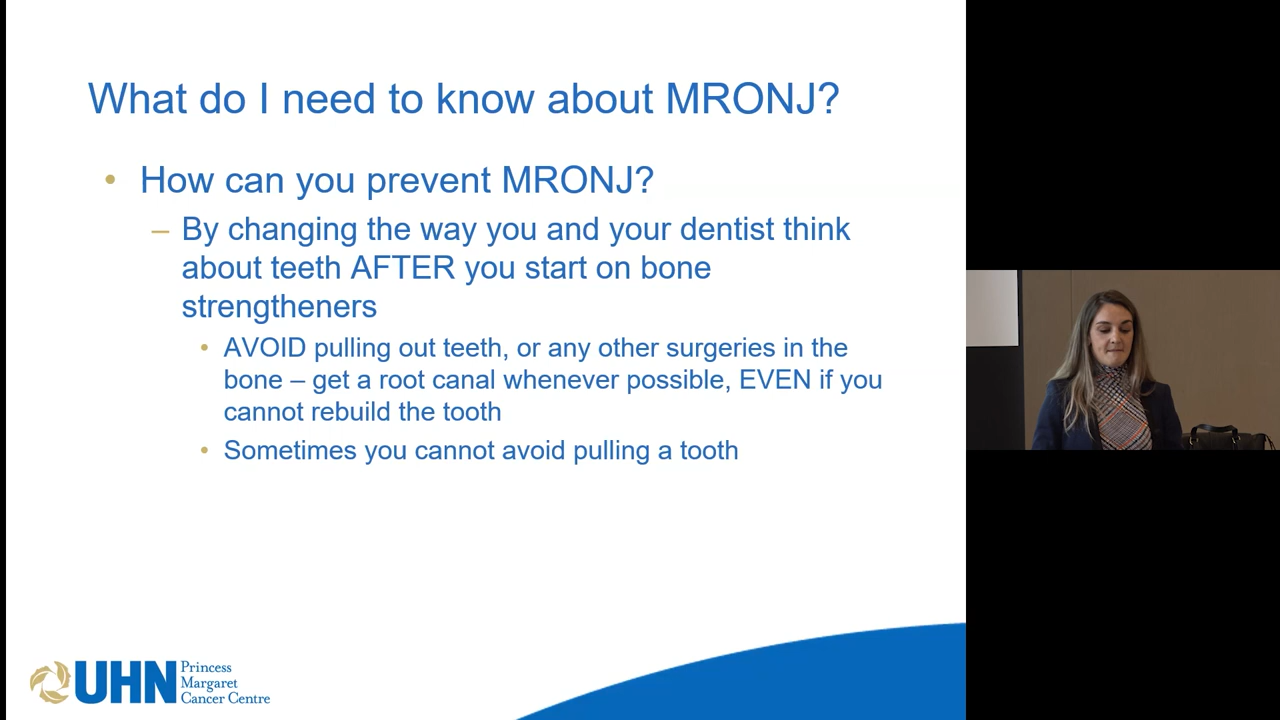 What do I need to know about MRONJ?
• How can you prevent MRONJ?
– By changing the way you and your dentist think
about teeth AFTER you start on bone
strengtheners
• AVOID pulling out teeth, or any other surgeries in the
bone – get a root canal whenever possible, EVEN if you
cannot rebuild the tooth
• Sometimes you cannot avoid pulling a tooth
UHN
Princess
Margaret
Cancer Centre